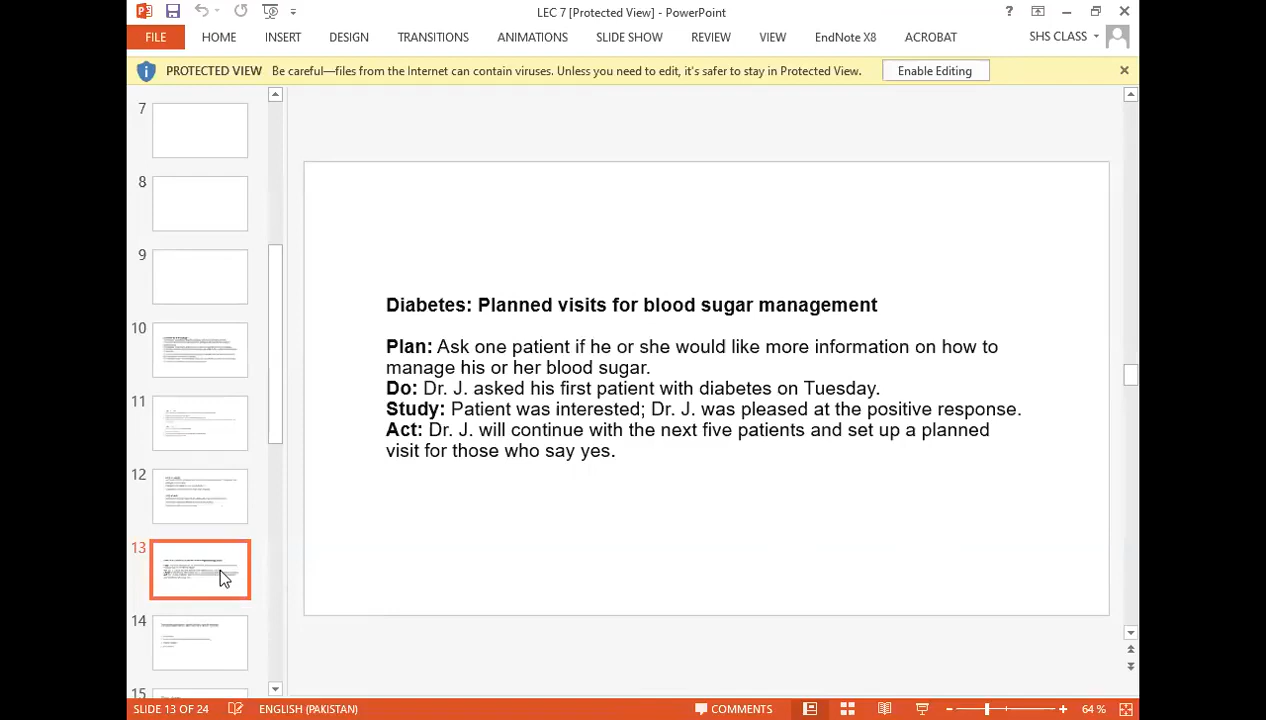 LEC 7 [Protected View] - PowerPoint
?
FILE HOME INSERT DESIGN TRANSITIONS ANIMATIONS SLIDE SHOW REVIEW VIEW EndNote X8 ACROBAT SHS CLASS
PROTECTED VIEW Be careful—files from the Internet can contain viruses. Unless you need to edit, it's safer to stay in Protected View. Enable Editing
7
8
9
10
11
12
13
14
15
Diabetes: Planned visits for blood sugar management
Plan: Ask one patient if he or she would like more information on how to
manage his or her blood sugar.
Do: Dr. J. asked his first patient with diabetes on Tuesday.
Study: Patient was interested; Dr. J. was pleased at the positive response.
Act: Dr. J. will continue with the next five patients and set up a planned
visit for those who say yes.
SLIDE 13 OF 24 ENGLISH (PAKISTAN) COMMENTS 64 %